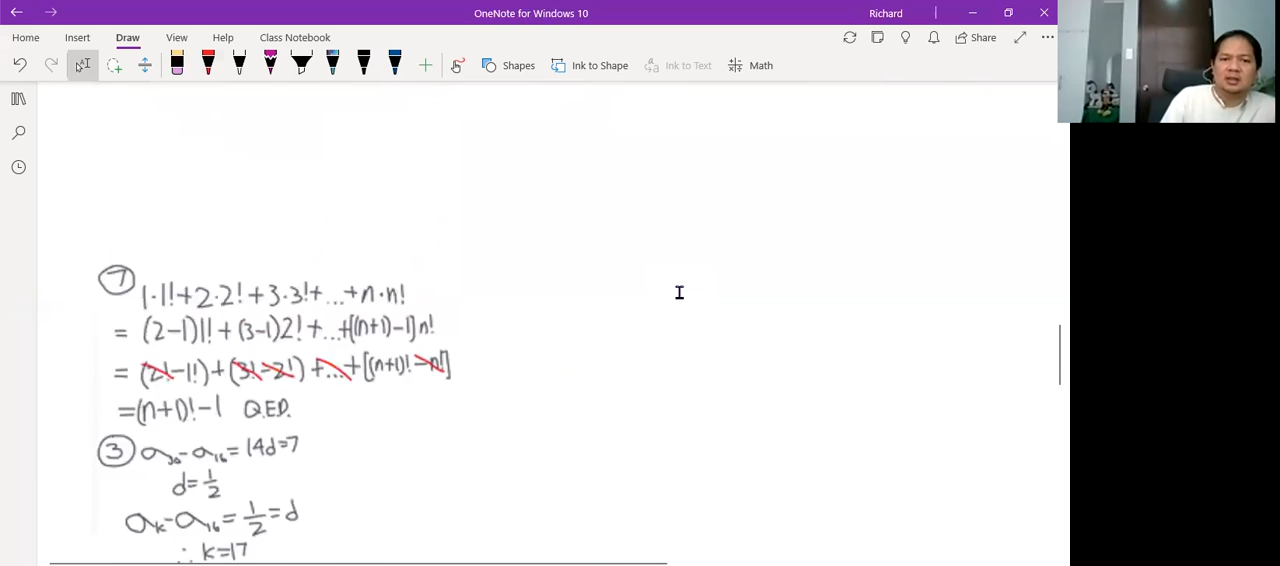 OneNote for Windows 10
Richard
Home Insert Draw View Help Class Notebook
Share
Shapes Ink to Shape Ink to Text Math
⑦ 1·1!+2·2!+3·3!+...+n·n!
= (2-1)1!+(3-1)2!+...+[(n+1)-1]n!
= (2!-1!)+(3!-2!)+...+[(n+1)!-n!]
=(n+1)!-1 Q.E.D.
③ a₃₀-a₁₆=14d=7
d=1/2
aₖ-a₁₆=1/2=d
∴ k=17